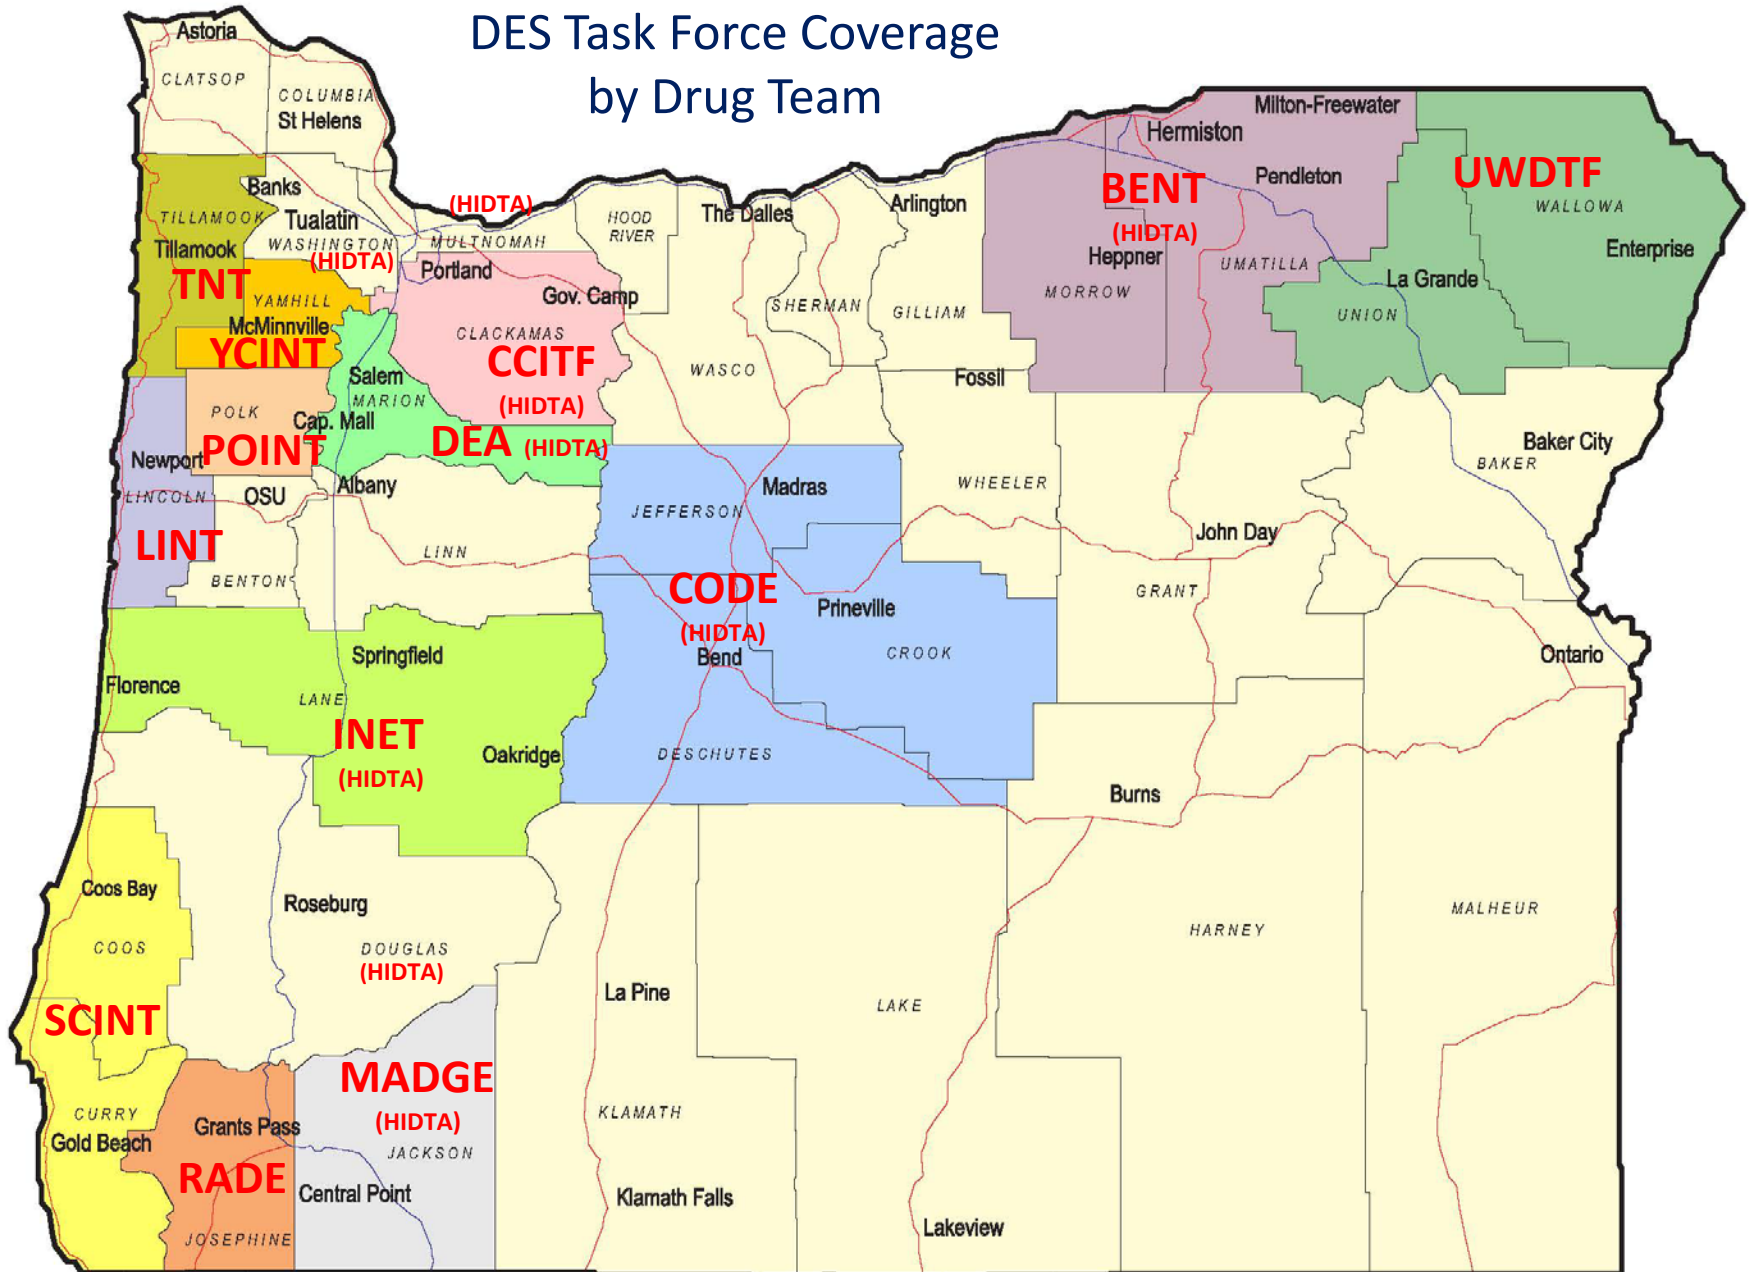 DES Task Force Coverage
by Drug Team
Astoria
CLATSOP
COLUMBIA
St Helens
Banks
TILLAMOOK
Tualatin
WASHINGTON
(HIDTA)
(HIDTA)
MULTNOMAH
Portland
HOOD
RIVER
The Dalles
Arlington
Hermiston
Milton-Freewater
Pendleton
BENT
(HIDTA)
Heppner
UMATILLA
MORROW
UWDTF
WALLOWA
Enterprise
La Grande
UNION
Tillamook
TNT
YAMHILL
McMinnville
YCINT
Gov. Camp
CLACKAMAS
CCITF
(HIDTA)
SHERMAN
GILLIAM
WASCO
Fossil
Salem
MARION
POLK
Cap. Mall
POINT
DEA (HIDTA)
Newport
LINCOLN
OSU
Albany
LINT
BENTON
LINN
JEFFERSON
Madras
WHEELER
John Day
GRANT
Baker City
BAKER
Ontario
CODE
(HIDTA)
Bend
Prineville
CROOK
DESCHUTES
Springfield
Florence
LANE
INET
(HIDTA)
Oakridge
Burns
Coos Bay
COOS
Roseburg
DOUGLAS
(HIDTA)
SCINT
La Pine
LAKE
HARNEY
MALHEUR
MADGE
(HIDTA)
JACKSON
CURRY
Gold Beach
Grants Pass
RADE
JOSEPHINE
Central Point
KLAMATH
Klamath Falls
Lakeview